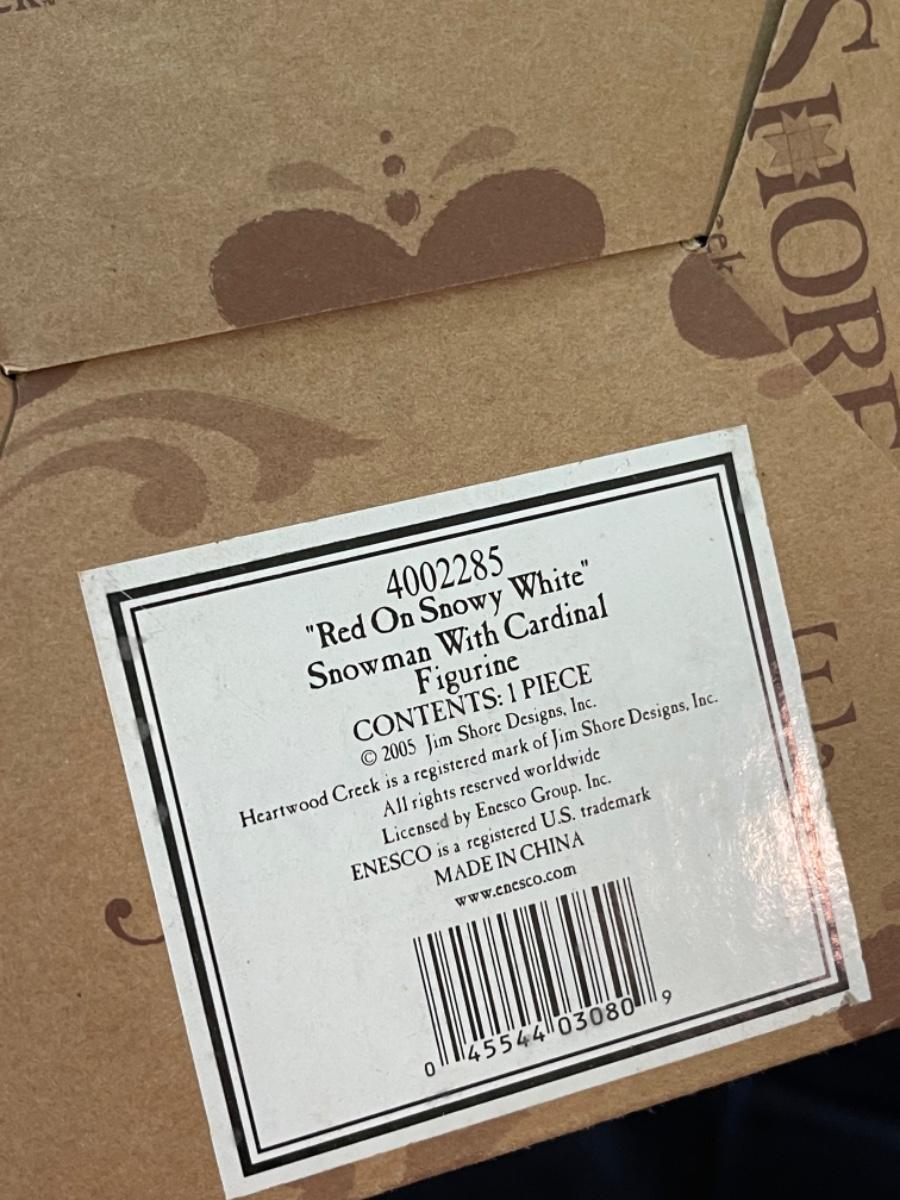 SHORE
4002285
"Red On Snowy White"
Snowman With Cardinal
Figurine
CONTENTS: 1 PIECE
© 2005 Jim Shore Designs, Inc.
Heartwood Creek is a registered mark of Jim Shore Designs, Inc.
All rights reserved worldwide
Licensed by Enesco Group. Inc.
ENESCO is a registered U.S. trademark
MADE IN CHINA
www.enesco.com
0 45544 03080 9